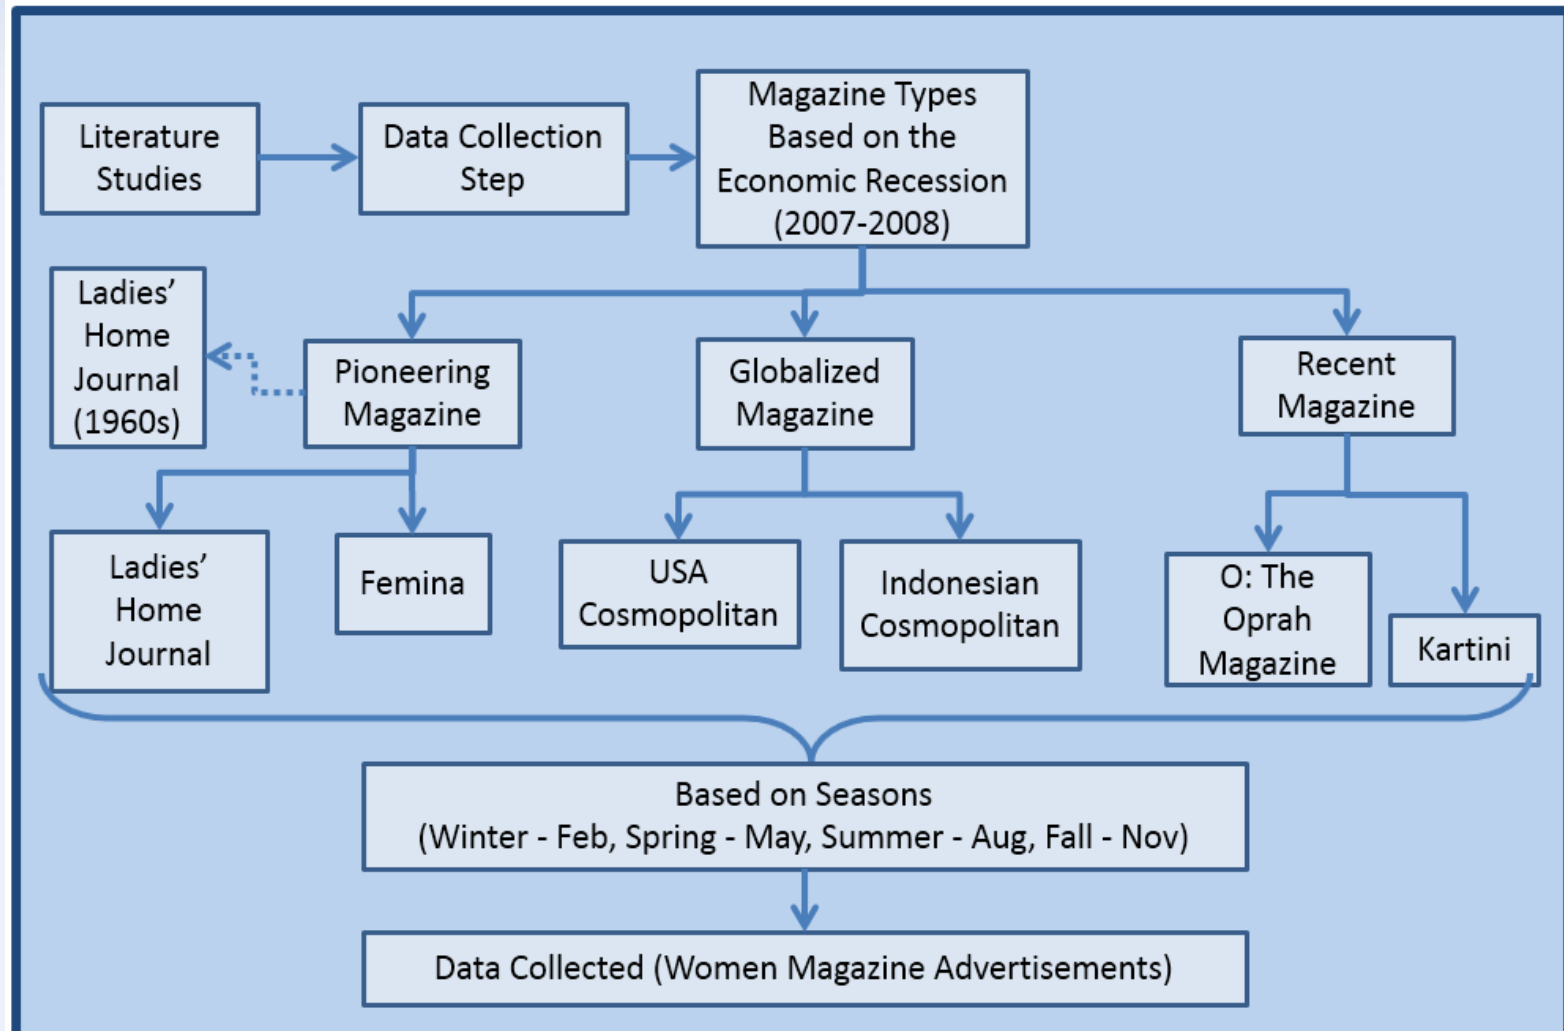 Literature
Studies
Data Collection
Step
Magazine Types
Based on the
Economic Recession
(2007-2008)
Ladies’
Home
Journal
(1960s)
Pioneering
Magazine
Globalized
Magazine
Recent
Magazine
Ladies’
Home
Journal
Femina
USA
Cosmopolitan
Indonesian
Cosmopolitan
O: The
Oprah
Magazine
Kartini
Based on Seasons
(Winter - Feb, Spring - May, Summer - Aug, Fall - Nov)
Data Collected (Women Magazine Advertisements)